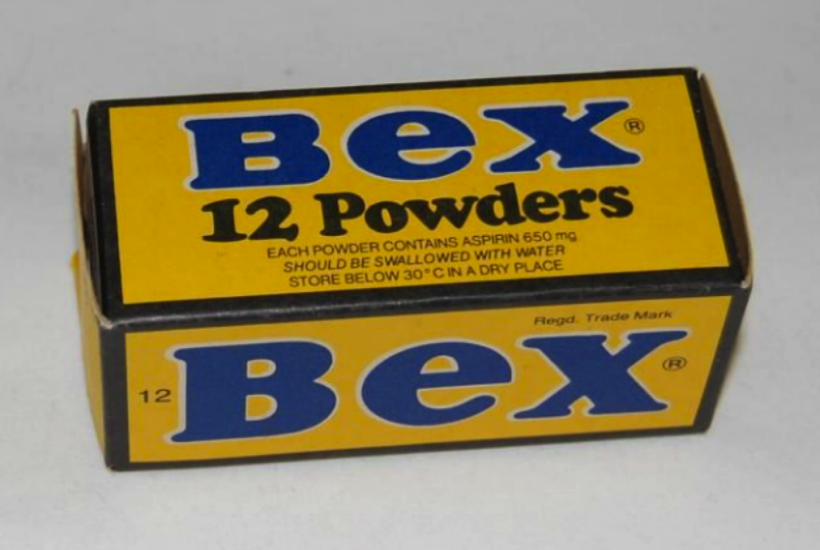 Bex®
12 Powders
EACH POWDER CONTAINS ASPIRIN 650 mg
SHOULD BE SWALLOWED WITH WATER
STORE BELOW 30°C IN A DRY PLACE
Regd. Trade Mark
12 Bex®